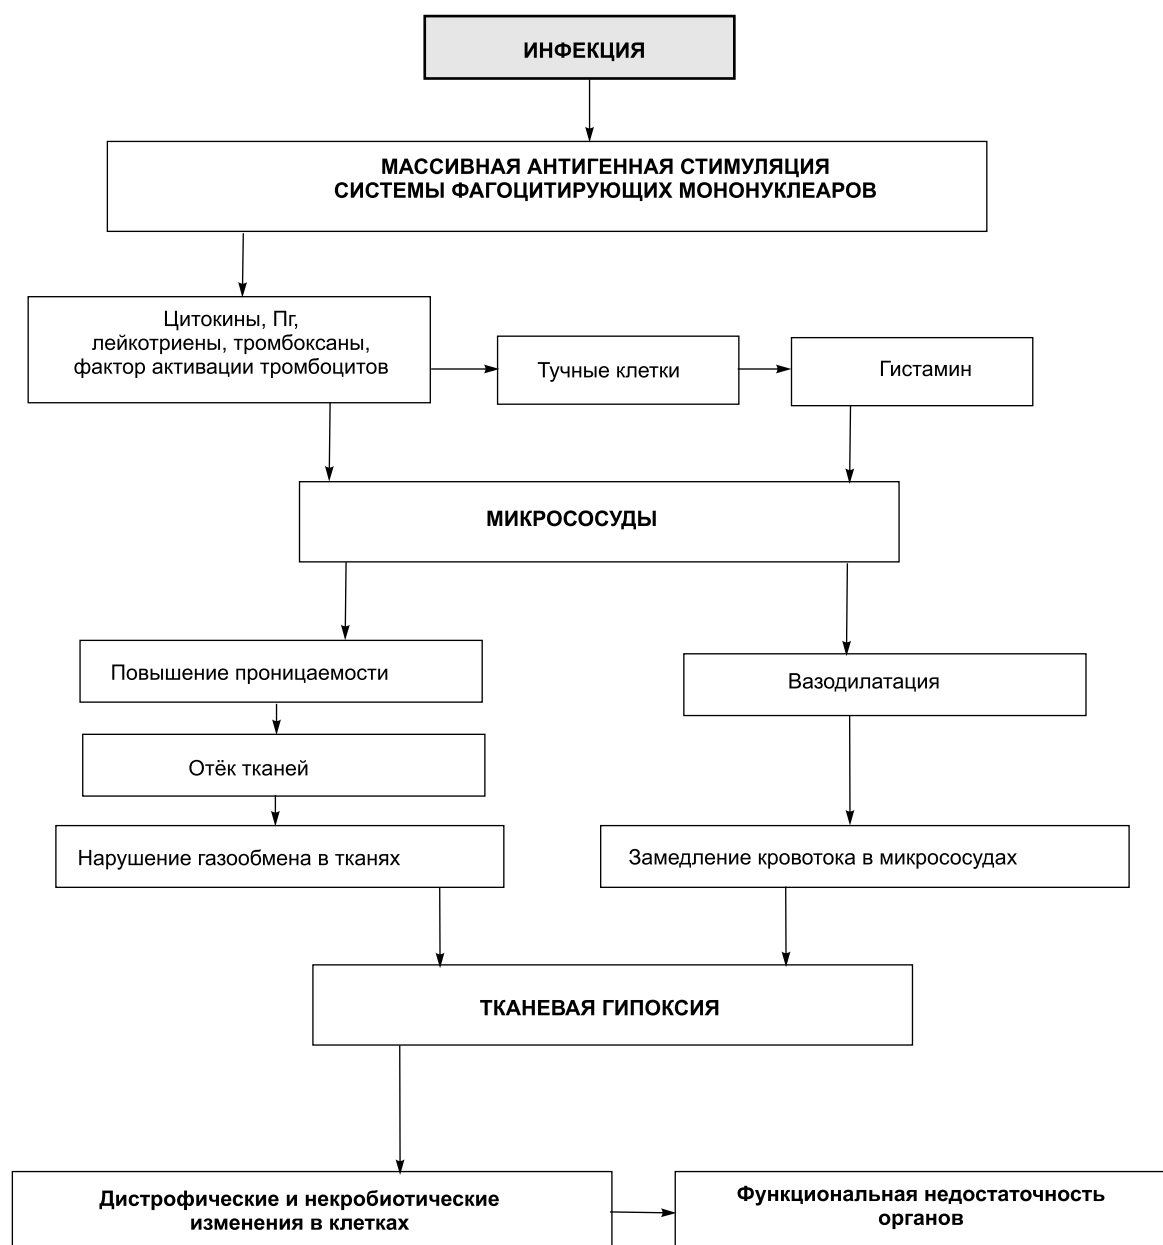 ИНФЕКЦИЯ
МАССИВНАЯ АНТИГЕННАЯ СТИМУЛЯЦИЯ
СИСТЕМЫ ФАГОЦИТИРУЮЩИХ МОНОНУКЛЕАРОВ
Цитокины, Пг,
лейкотриены, тромбоксаны,
фактор активации тромбоцитов
Тучные клетки
Гистамин
МИКРОСОСУДЫ
Повышение проницаемости
Вазодилатация
Отёк тканей
Нарушение газообмена в тканях
Замедление кровотока в микрососудах
ТКАНЕВАЯ ГИПОКСИЯ
Дистрофические и некробиотические
изменения в клетках
Функциональная недостаточность
органов